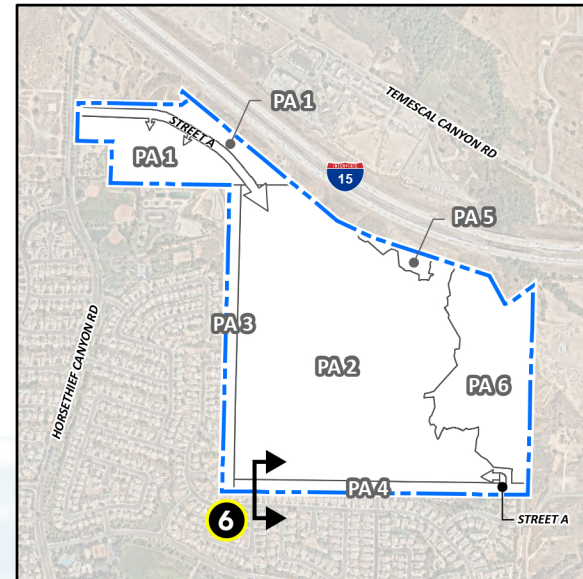 PA 1
TEMESCAL CANYON RD
STREET A
PA 1
INTERSTATE
15
PA 5
PA 3
PA 2
PA 6
HORSETHIEF CANYON RD
PA 4
6
STREET A